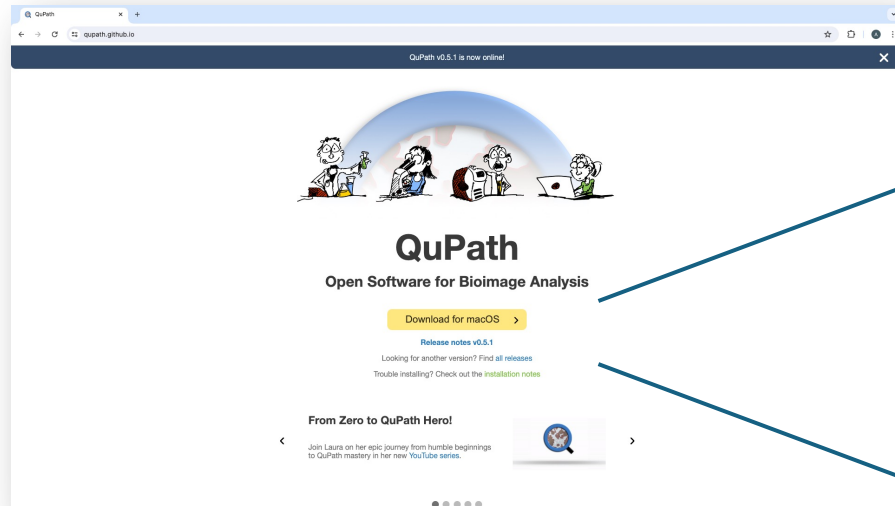 QuPath
qupath.github.io
QuPath v0.5.1 is now online!
QuPath
Open Software for Bioimage Analysis
Download for macOS
Release notes v0.5.1
Looking for another version? Find all releases
Trouble installing? Check out the installation notes
From Zero to QuPath Hero!
Join Laura on her epic journey from humble beginnings
to QuPath mastery in her new YouTube series.